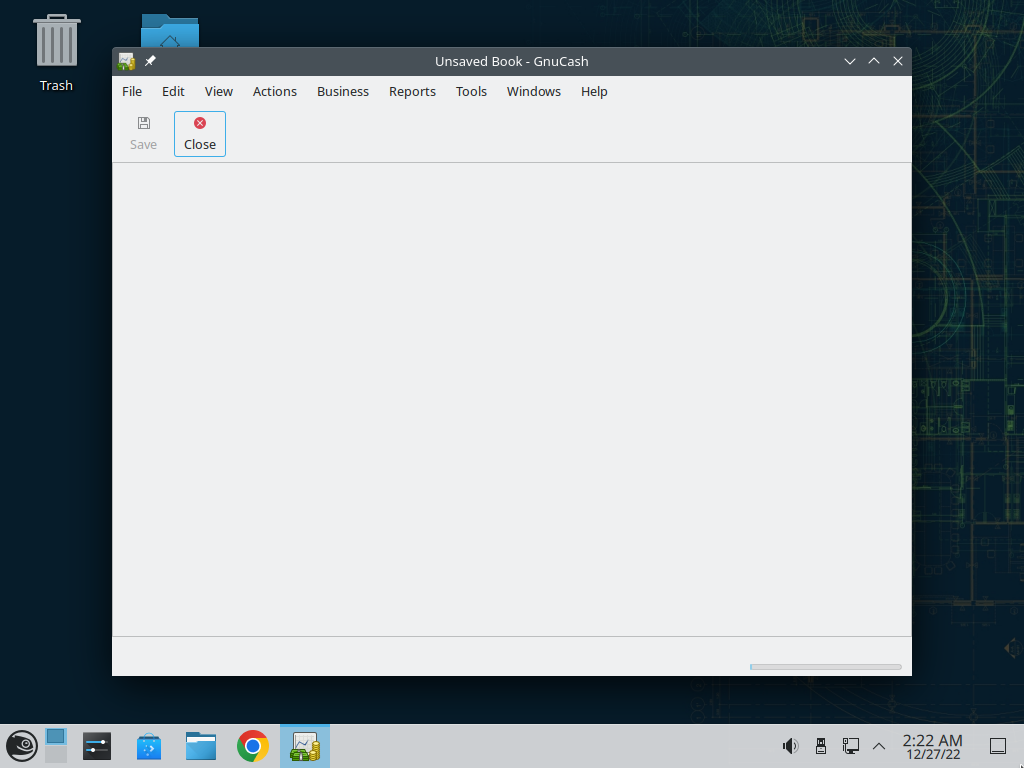 Trash
Unsaved Book - GnuCash
File Edit View Actions Business Reports Tools Windows Help
Save Close
2:22 AM
12/27/22